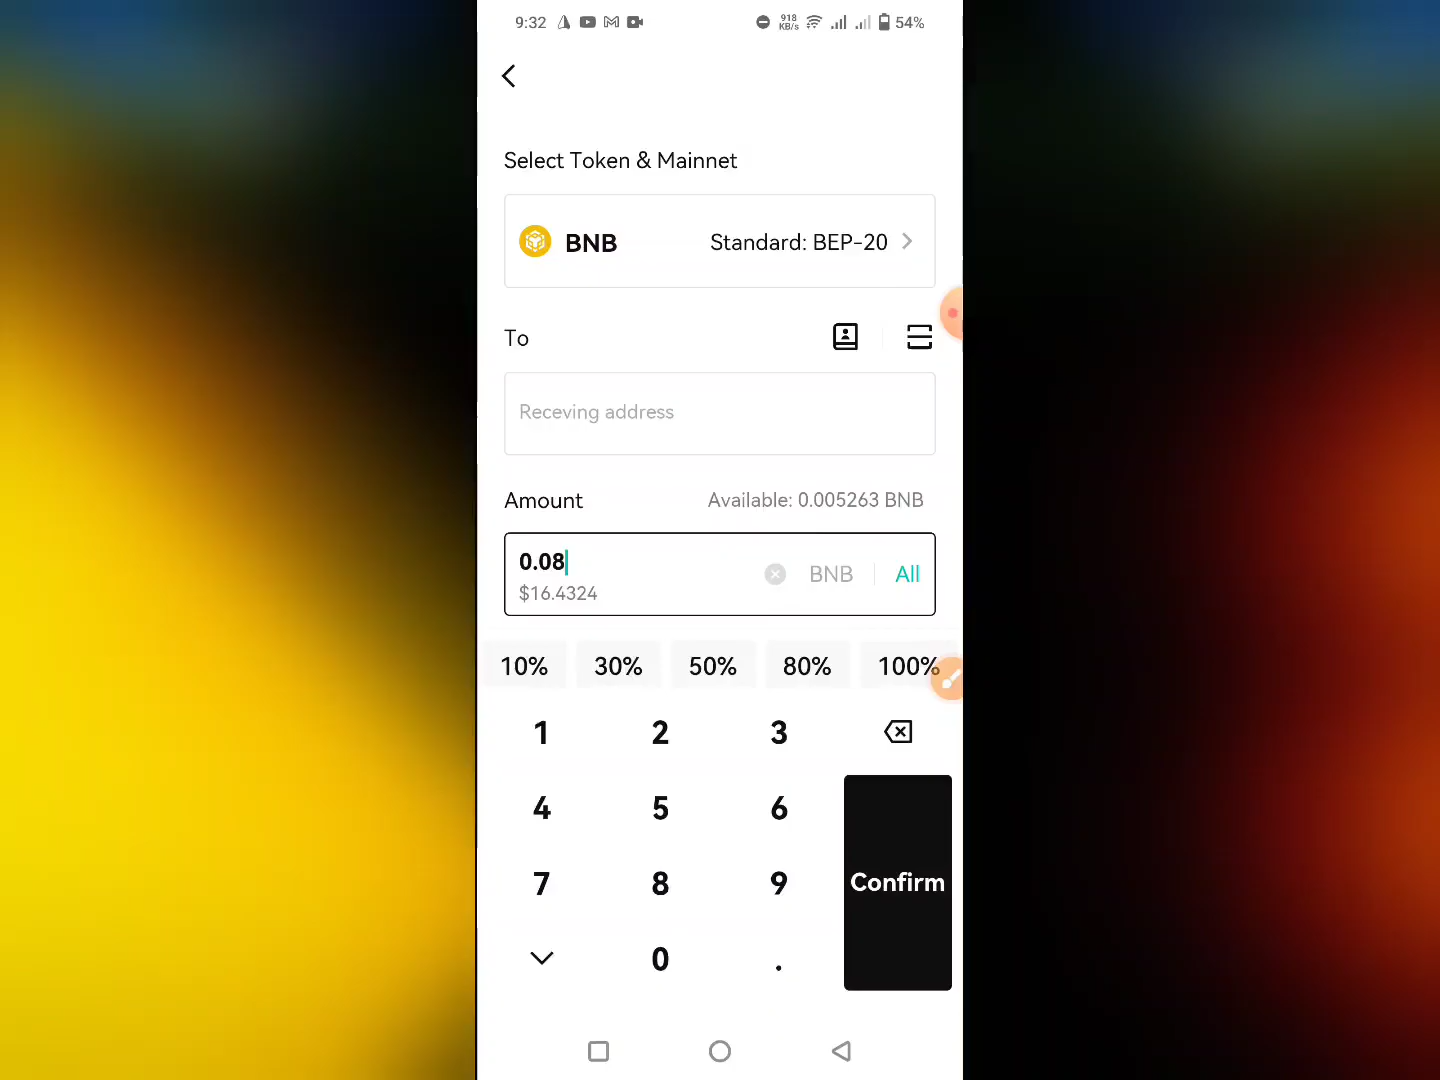 9:32 918 KB/s 54%
Select Token & Mainnet
BNB Standard: BEP-20
To
Receving address
Amount Available: 0.005263 BNB
0.08 BNB All
$16.4324
10% 30% 50% 80% 100%
1 2 3
4 5 6
7 8 9 Confirm
0 .